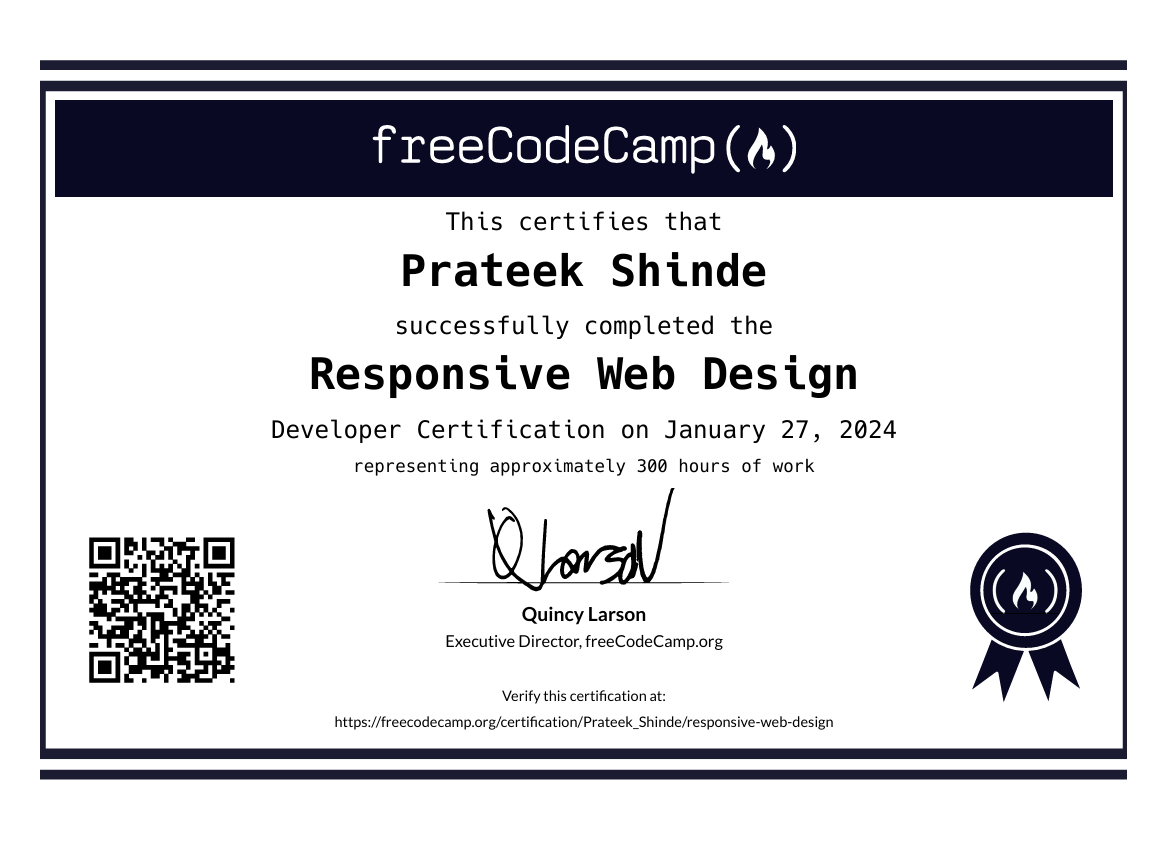 freeCodeCamp
This certifies that
Prateek Shinde
successfully completed the
Responsive Web Design
Developer Certification on January 27, 2024
representing approximately 300 hours of work
Q Larson
Quincy Larson
Executive Director, freeCodeCamp.org
Verify this certification at:
https://freecodecamp.org/certification/Prateek_Shinde/responsive-web-design